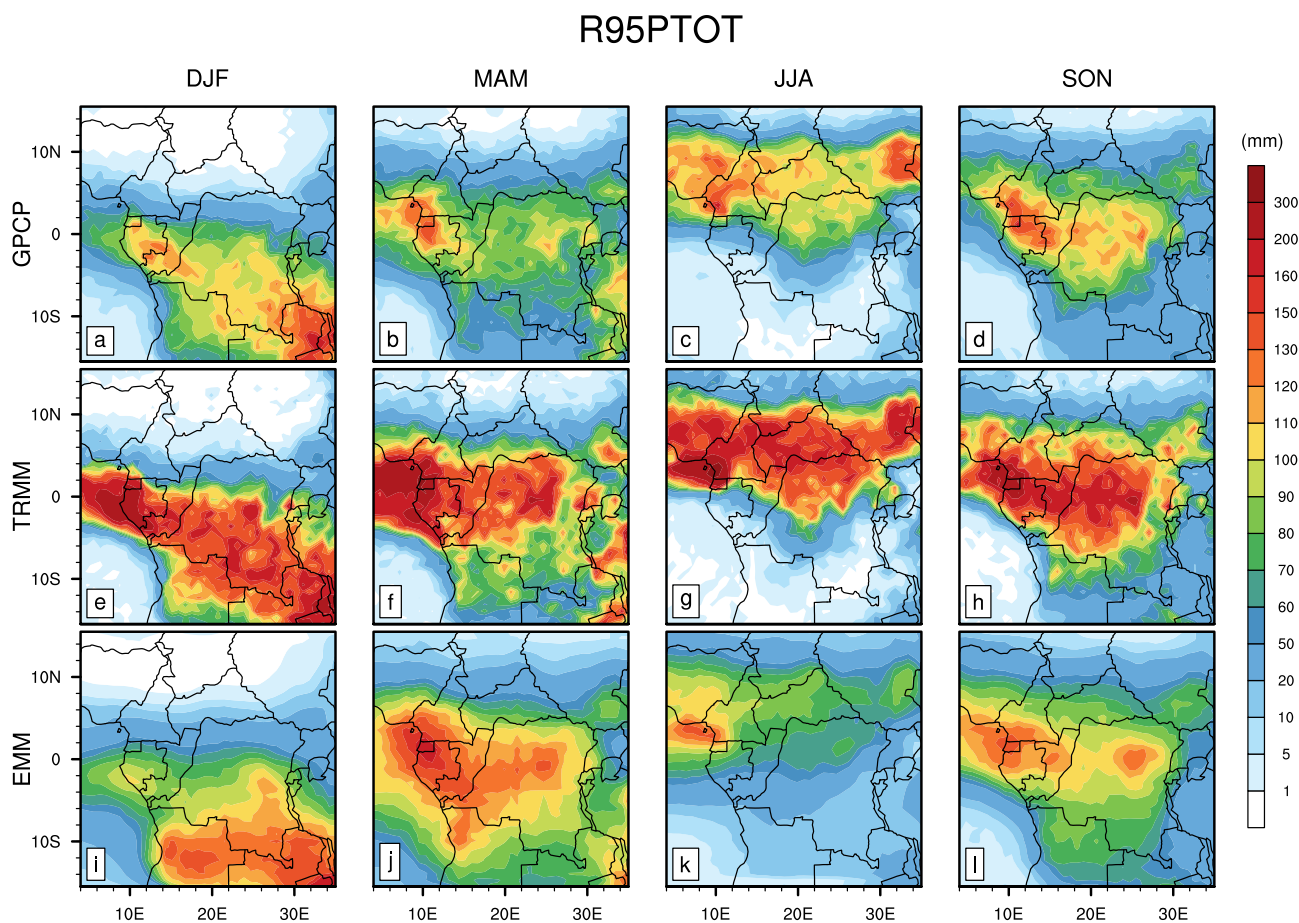 R95PTOT
DJF MAM JJA SON
(mm)
GPCP
10N
0
10S
a b c d
TRMM
10N
0
10S
e f g h
EMM
10N
0
10S
i j k l
10E 20E 30E 10E 20E 30E 10E 20E 30E 10E 20E 30E
300
200
160
150
130
120
110
100
90
80
70
60
50
20
10
5
1